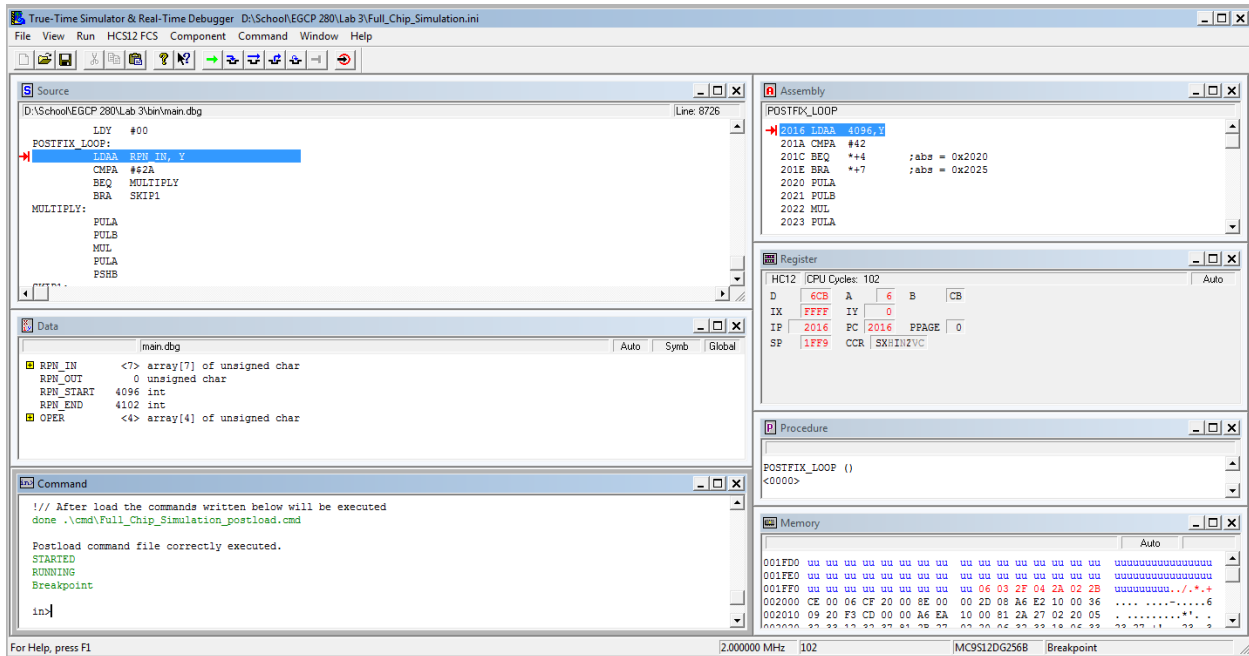 True-Time Simulator & Real-Time Debugger D:\School\EGCP 280\Lab 3\Full_Chip_Simulation.ini
File View Run HCS12 FCS Component Command Window Help
Source
D:\School\EGCP 280\Lab 3\bin\main.dbg Line: 8726
LDY #00
POSTFIX_LOOP:
LDAA RPN_IN, Y
CMPA #$2A
BEQ MULTIPLY
BRA SKIP1
MULTIPLY:
PULA
PULB
MUL
PULA
PSHB
Data
main.dbg Auto Symb Global
RPN_IN <7> array[7] of unsigned char
RPN_OUT 0 unsigned char
RPN_START 4096 int
RPN_END 4102 int
OPER <4> array[4] of unsigned char
Command
!// After load the commands written below will be executed
done .\cmd\Full_Chip_Simulation_postload.cmd
Postload command file correctly executed.
STARTED
RUNNING
Breakpoint
in>
Assembly
POSTFIX_LOOP
2016 LDAA 4096,Y
201A CMPA #42
201C BEQ *+4 ;abs = 0x2020
201E BRA *+7 ;abs = 0x2025
2020 PULA
2021 PULB
2022 MUL
2023 PULA
Register
HC12 CPU Cycles: 102 Auto
D 6CB A 6 B CB
IX FFFF IY 0
IP 2016 PC 2016 PPAGE 0
SP 1FF9 CCR SXHINZVC
Procedure
POSTFIX_LOOP ()
<0000>
Memory
Auto
001FD0 uu uu uu uu uu uu uu uu uu uu uu uu uu uu uu uu uuuuuuuuuuuuuuuu
001FE0 uu uu uu uu uu uu uu uu uu uu uu uu uu uu uu uu uuuuuuuuuuuuuuuu
001FF0 uu uu uu uu uu uu uu uu uu 06 03 2F 04 2A 02 2B uuuuuuuuu../.*.+
002000 CE 00 06 CF 20 00 8E 00 00 2D 08 A6 E2 10 00 36 .... ....-.....6
002010 09 20 F3 CD 00 00 A6 EA 10 00 81 2A 27 02 20 05 . .........*'. .
For Help, press F1 2.000000 MHz 102 MC9S12DG256B Breakpoint